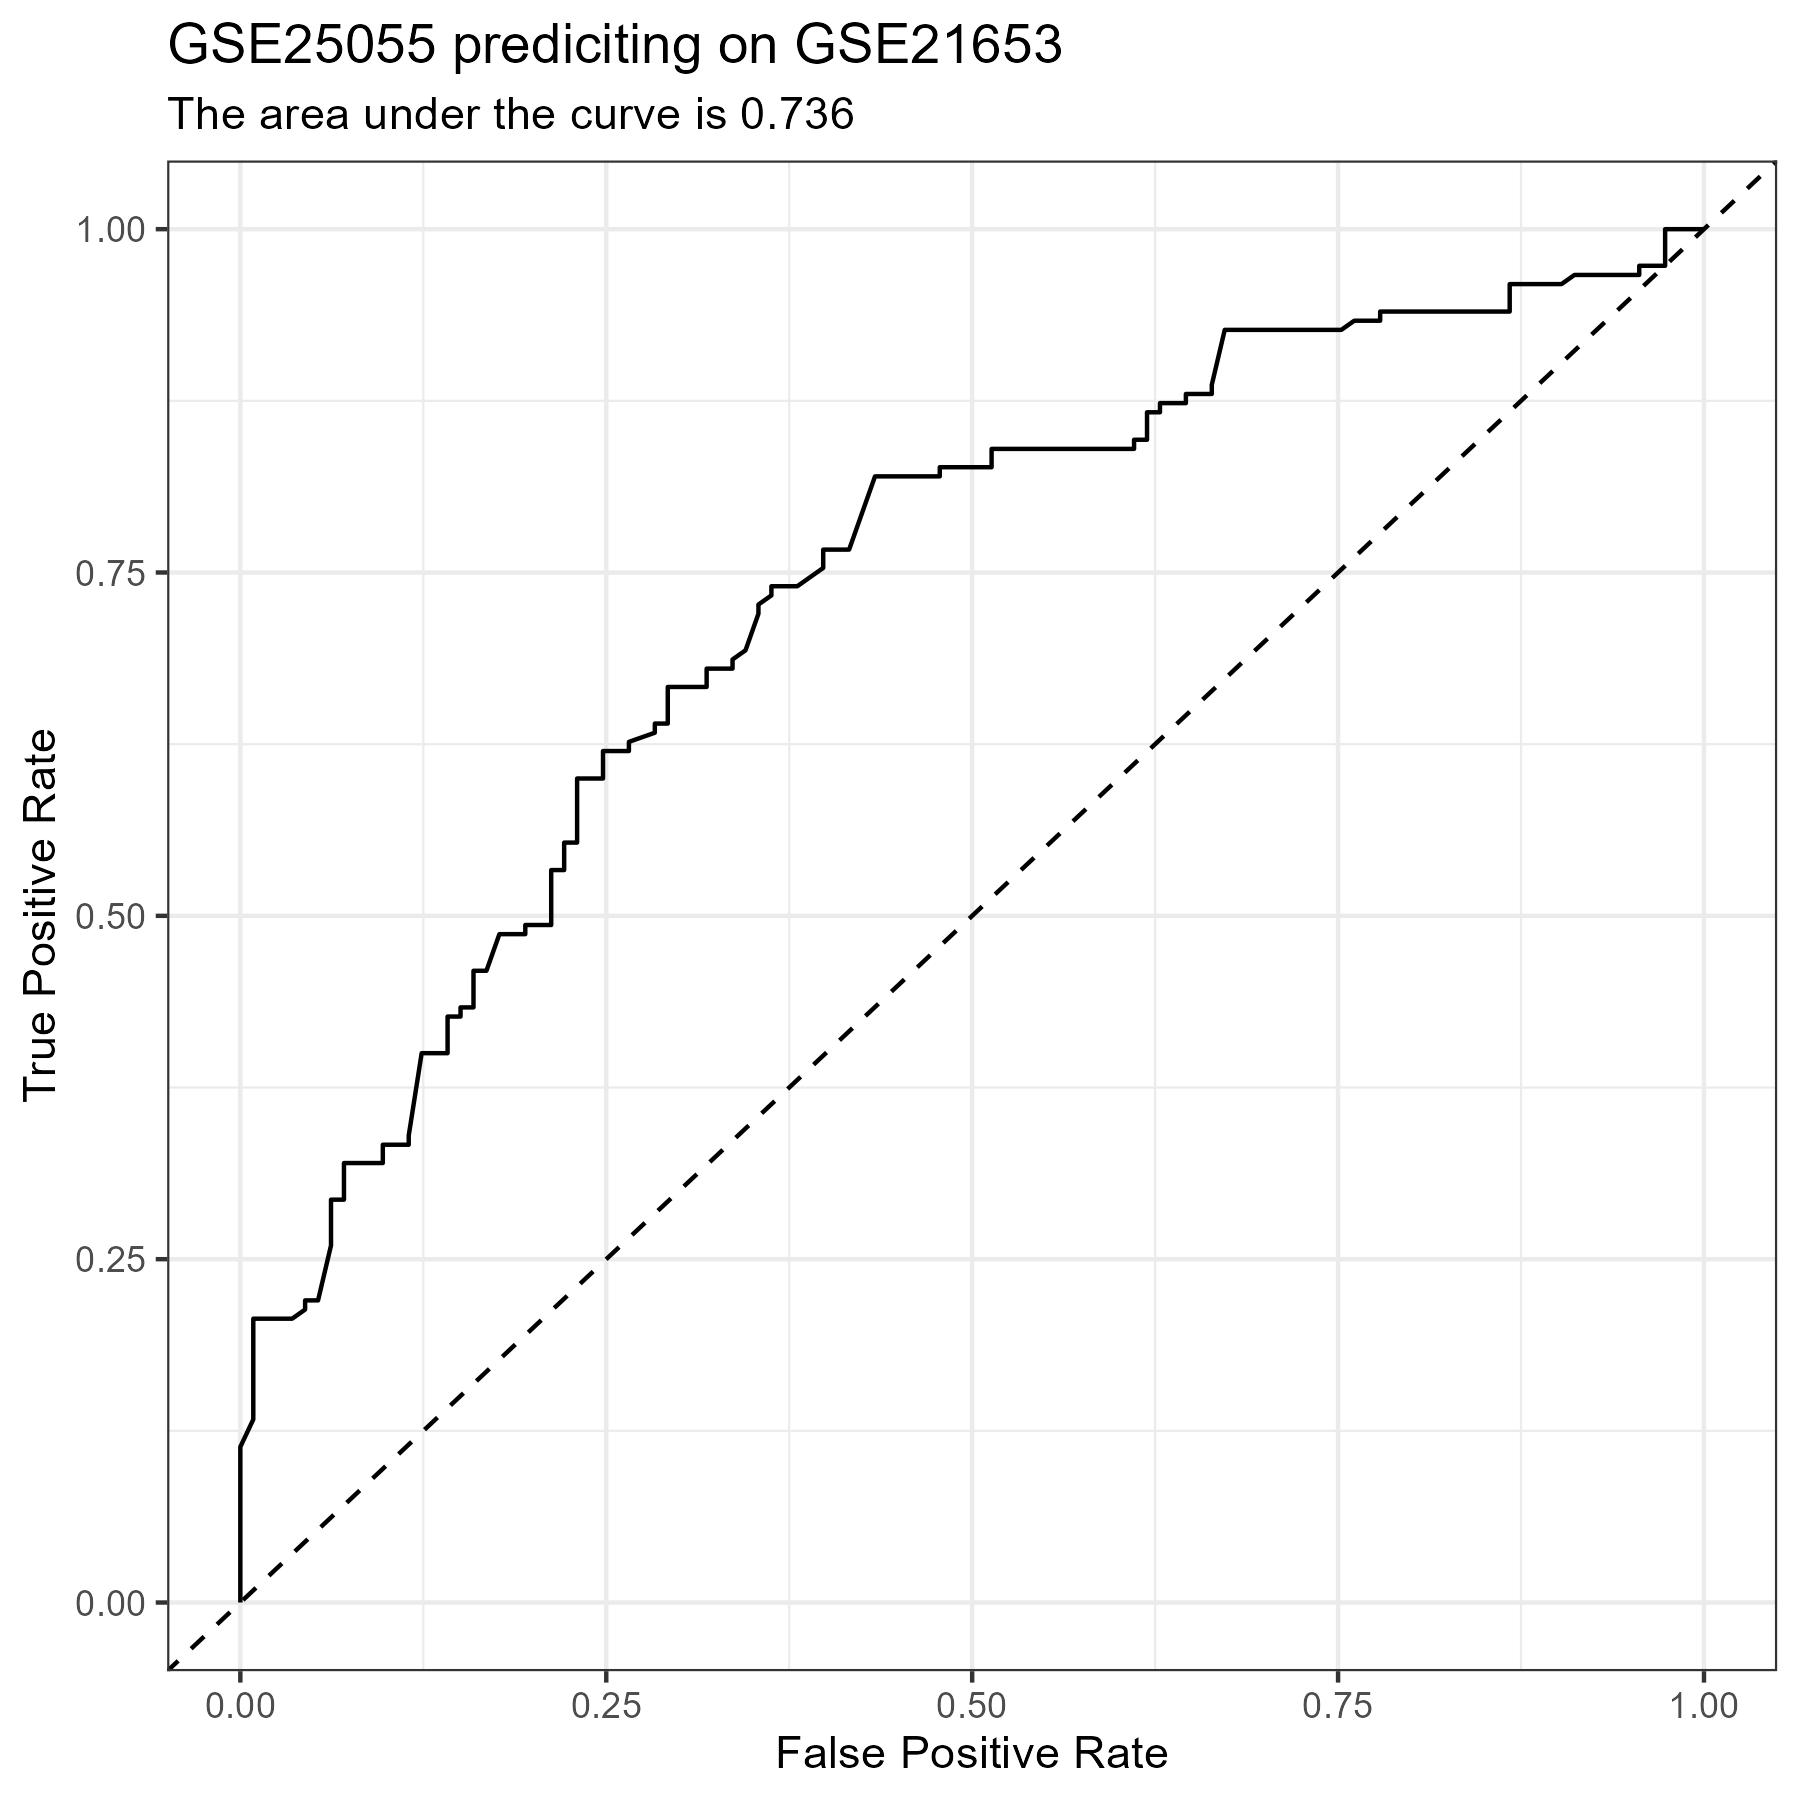 GSE25055 prediciting on GSE21653
The area under the curve is 0.736
True Positive Rate
1.00
0.75
0.50
0.25
0.00
0.00 0.25 0.50 0.75 1.00
False Positive Rate